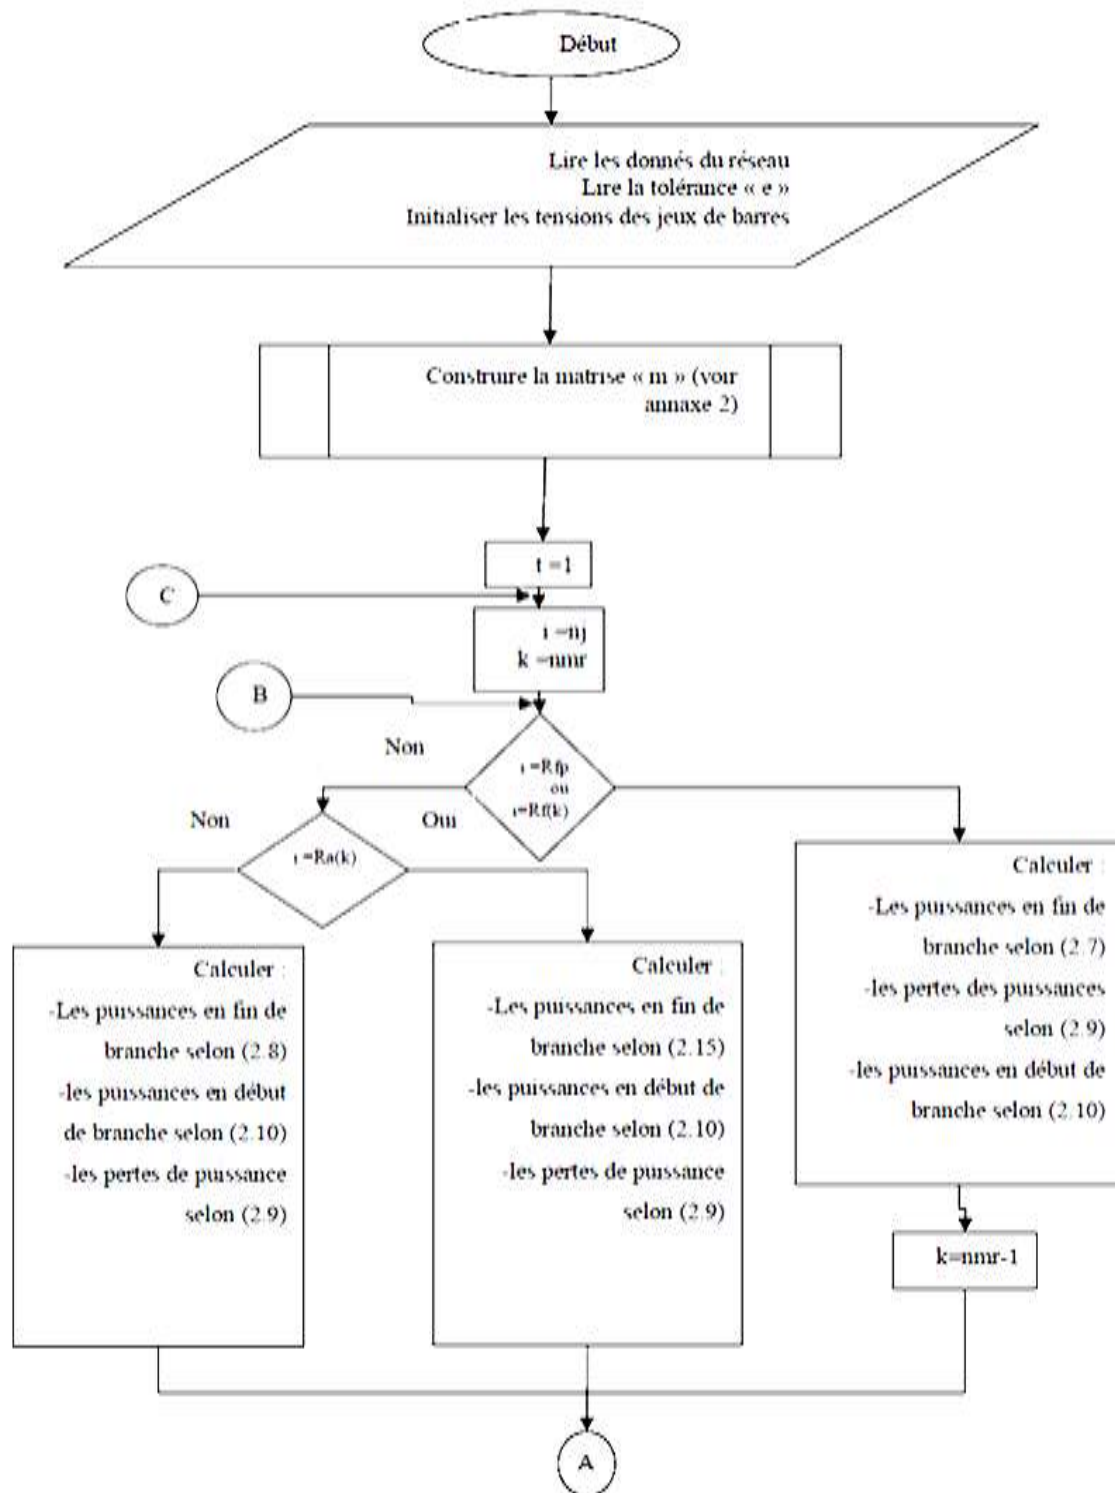 Début
Lire les donnés du réseau
Lire la tolérance « e »
Initialiser les tensions des jeux de barres
Construire la matrise « m » (voir
annaxe 2)
t =1
C
i =nj
k =nmr
B
Non
i =Rfp
ou
i=Rf(k)
Non
Oui
i =Ra(k)
Calculer :
-Les puissances en fin de
branche selon (2.7)
-les pertes des puissances
selon (2.9)
-les puissances en début de
branche selon (2.10)
Calculer :
-Les puissances en fin de
branche selon (2.8)
-les puissances en début
de branche selon (2.10)
-les pertes de puissance
selon (2.9)
Calculer :
-Les puissances en fin de
branche selon (2.15)
-les puissances en début de
branche selon (2.10)
-les pertes de puissance
selon (2.9)
k=nmr-1
A